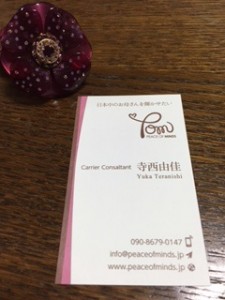 日本中のお母さんを輝かせたい
PEACE OF MINDS
Carrier Consaltant 寺西由佳
Yuka Teranishi
090-8679-0147
info@peaceofminds.jp
www.peaceofminds.jp